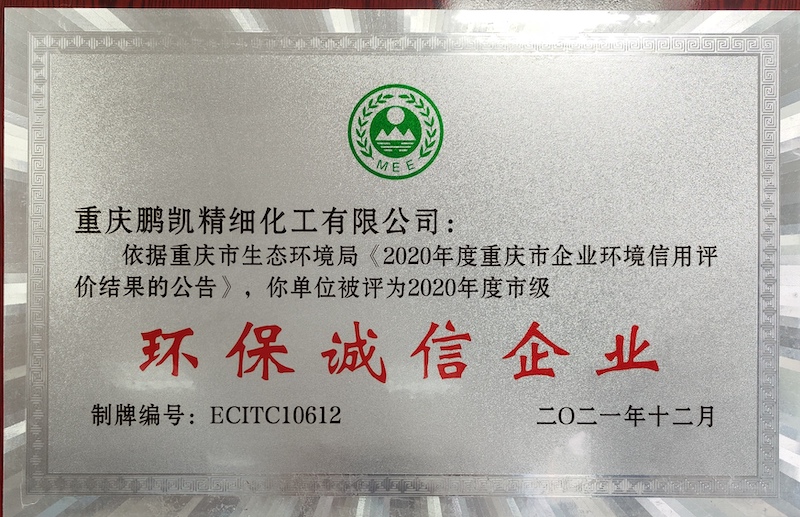 MEE
重庆鹏凯精细化工有限公司：
依据重庆市生态环境局《2020年度重庆市企业环境信用评
价结果的公告》，你单位被评为2020年度市级
环保诚信企业
制牌编号：ECITC10612
二〇二一年十二月